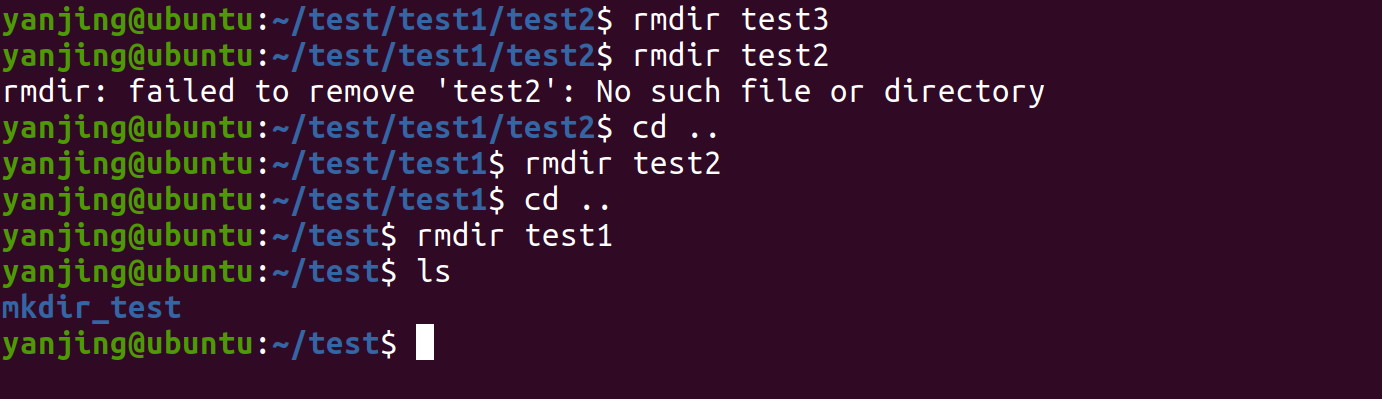 yanjing@ubuntu:~/test/test1/test2$ rmdir test3
yanjing@ubuntu:~/test/test1/test2$ rmdir test2
rmdir: failed to remove 'test2': No such file or directory
yanjing@ubuntu:~/test/test1/test2$ cd ..
yanjing@ubuntu:~/test/test1$ rmdir test2
yanjing@ubuntu:~/test/test1$ cd ..
yanjing@ubuntu:~/test$ rmdir test1
yanjing@ubuntu:~/test$ ls
mkdir_test
yanjing@ubuntu:~/test$